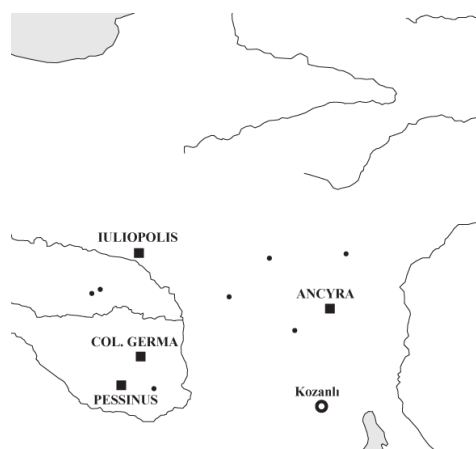 IULIOPOLIS
ANCYRA
COL. GERMA
PESSINUS
Kozanlı